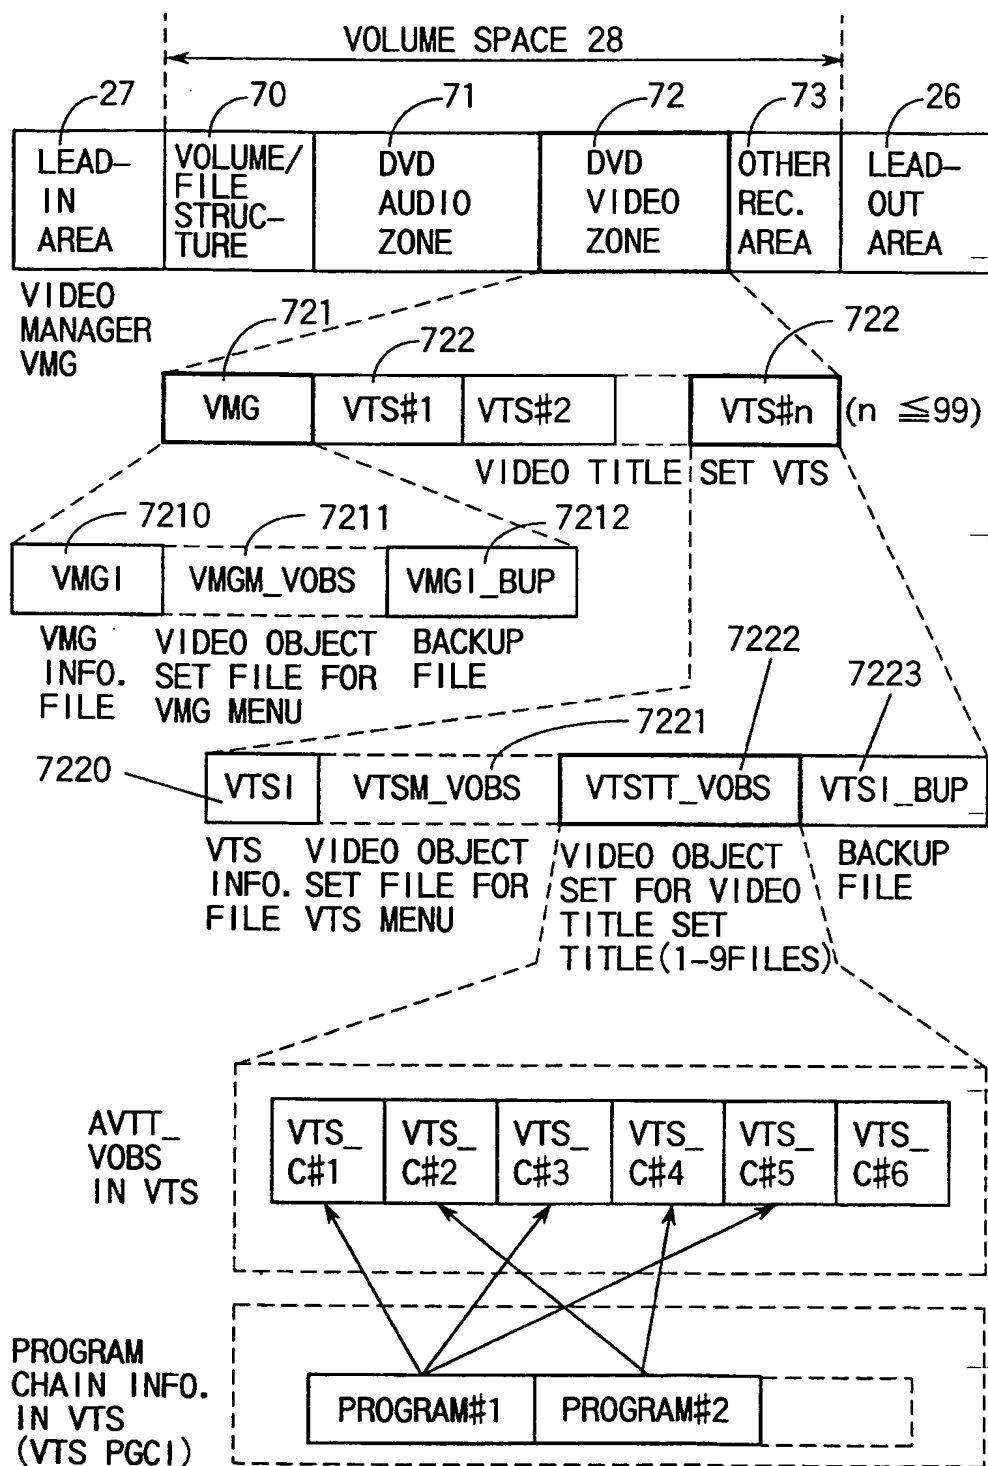 VOLUME SPACE 28
27 70 71 72 73 26
LEAD-
IN
AREA
VOLUME/
FILE
STRUC-
TURE
DVD
AUDIO
ZONE
DVD
VIDEO
ZONE
OTHER
REC.
AREA
LEAD-
OUT
AREA
VIDEO
MANAGER
VMG
721
722
722
VMG VTS#1 VTS#2 VTS#n (n ≦99)
VIDEO TITLE SET VTS
7210 7211 7212
VMGI VMGM_VOBS VMGI_BUP
VMG
INFO.
FILE
VIDEO OBJECT
SET FILE FOR
VMG MENU
BACKUP
FILE
7222
7223
7221
7220
VTSI VTSM_VOBS VTSTT_VOBS VTSI_BUP
VTS
INFO.
FILE
VIDEO OBJECT
SET FILE FOR
VTS MENU
VIDEO OBJECT
SET FOR VIDEO
TITLE SET
TITLE(1-9FILES)
BACKUP
FILE
AVTT_
VOBS
IN VTS
VTS_
C#1
VTS_
C#2
VTS_
C#3
VTS_
C#4
VTS_
C#5
VTS_
C#6
PROGRAM
CHAIN INFO.
IN VTS
(VTS PGCI)
PROGRAM#1 PROGRAM#2